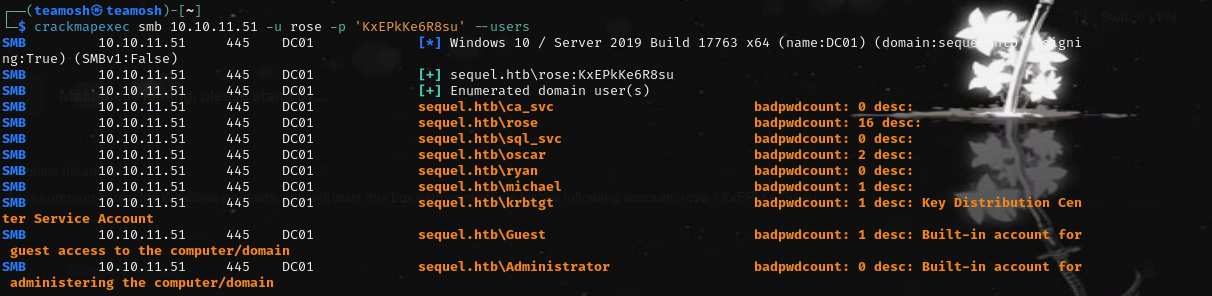 ┌──(teamosh㉿teamosh)-[~]
└─$ crackmapexec smb 10.10.11.51 -u rose -p 'KxEPkKe6R8su' --users
SMB 10.10.11.51 445 DC01 [*] Windows 10 / Server 2019 Build 17763 x64 (name:DC01) (domain:sequel.htb) (signi
ng:True) (SMBv1:False)
SMB 10.10.11.51 445 DC01 [+] sequel.htb\rose:KxEPkKe6R8su
SMB 10.10.11.51 445 DC01 [+] Enumerated domain user(s)
SMB 10.10.11.51 445 DC01 sequel.htb\ca_svc badpwdcount: 0 desc:
SMB 10.10.11.51 445 DC01 sequel.htb\rose badpwdcount: 16 desc:
SMB 10.10.11.51 445 DC01 sequel.htb\sql_svc badpwdcount: 0 desc:
SMB 10.10.11.51 445 DC01 sequel.htb\oscar badpwdcount: 2 desc:
SMB 10.10.11.51 445 DC01 sequel.htb\ryan badpwdcount: 0 desc:
SMB 10.10.11.51 445 DC01 sequel.htb\michael badpwdcount: 1 desc:
SMB 10.10.11.51 445 DC01 sequel.htb\krbtgt badpwdcount: 1 desc: Key Distribution Cen
ter Service Account
SMB 10.10.11.51 445 DC01 sequel.htb\Guest badpwdcount: 1 desc: Built-in account for
guest access to the computer/domain
SMB 10.10.11.51 445 DC01 sequel.htb\Administrator badpwdcount: 0 desc: Built-in account for
administering the computer/domain